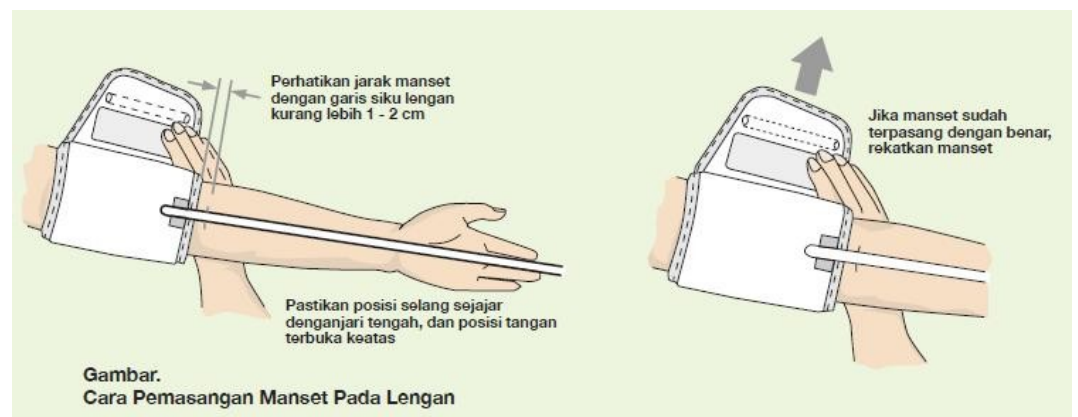 Perhatikan jarak manset
dengan garis siku lengan
kurang lebih 1 - 2 cm
Pastikan posisi selang sejajar
denganjari tengah, dan posisi tangan
terbuka keatas
Jika manset sudah
terpasang dengan benar,
rekatkan manset
Gambar.
Cara Pemasangan Manset Pada Lengan